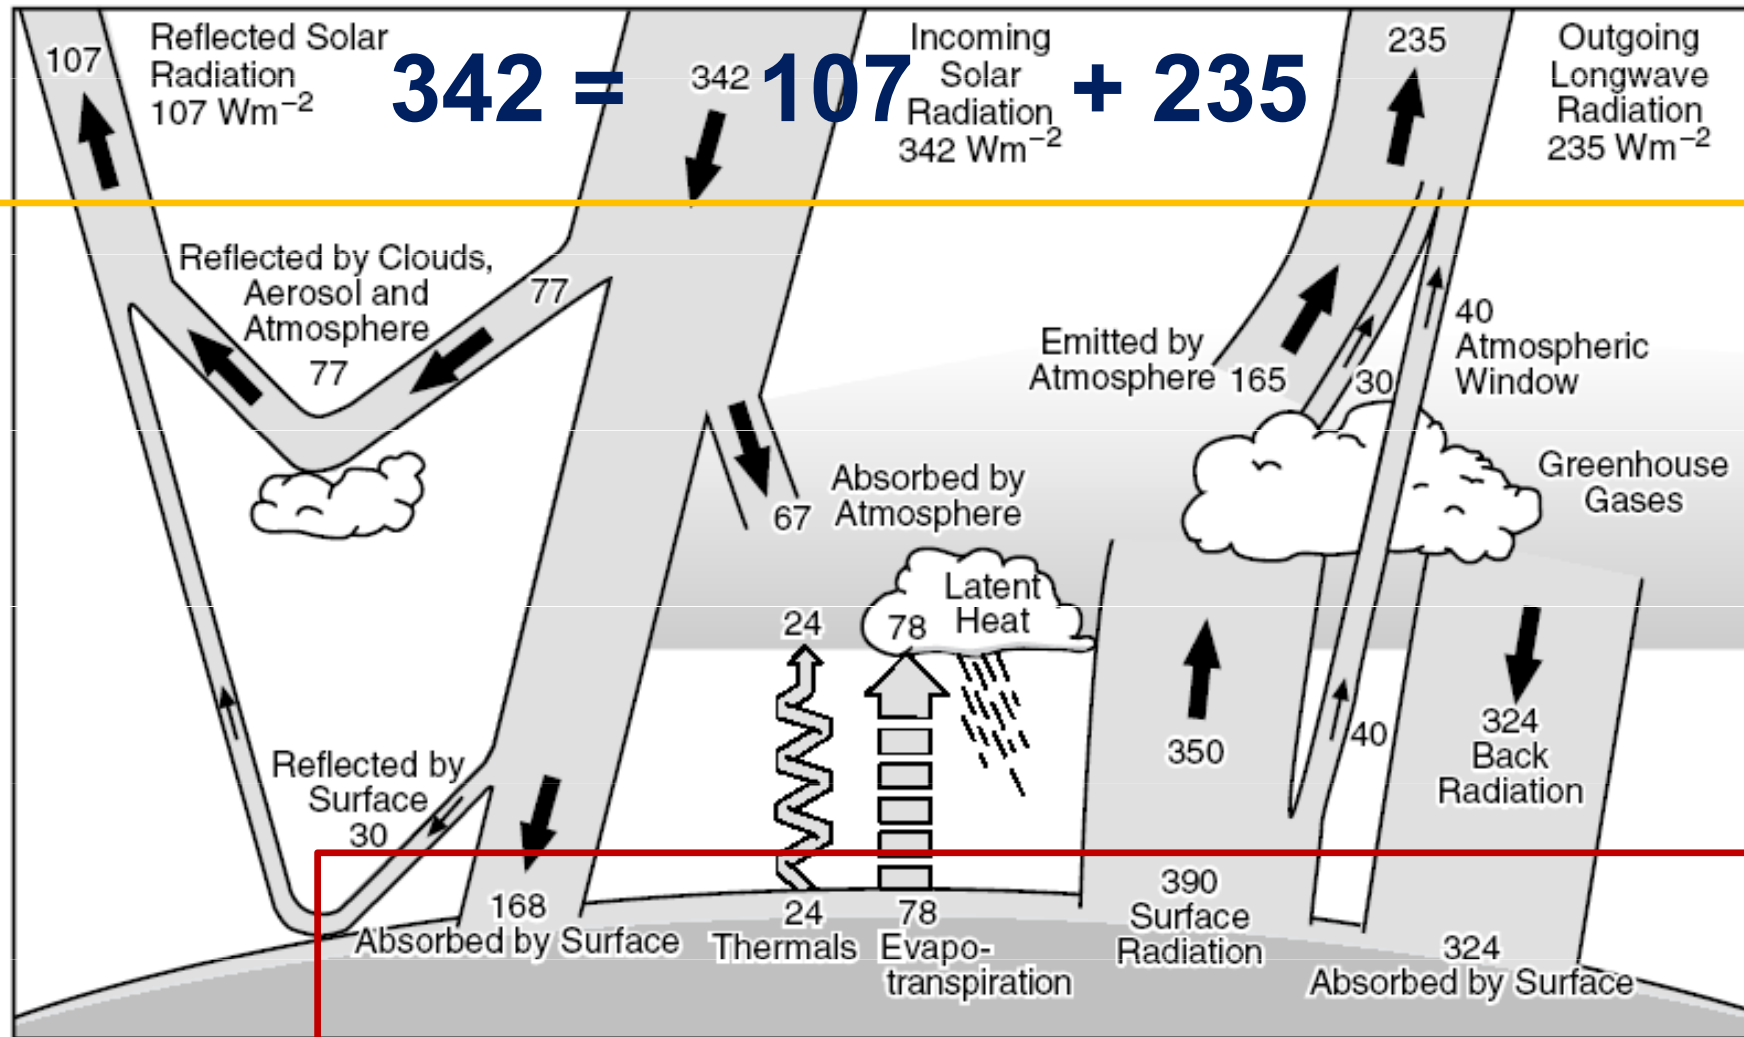 107
Reflected Solar
Radiation
107 Wm⁻²
342 = 107 + 235
342
Incoming
Solar
Radiation
342 Wm⁻²
235
Outgoing
Longwave
Radiation
235 Wm⁻²
Reflected by Clouds,
Aerosol and
Atmosphere
77
77
Emitted by
Atmosphere 165
30
40
Atmospheric
Window
Greenhouse
Gases
Absorbed by
Atmosphere
67
Latent
Heat
24
78
350
40
324
Back
Radiation
Reflected by
Surface
30
168
Absorbed by Surface
24
Thermals
78
Evapo-
transpiration
390
Surface
Radiation
324
Absorbed by Surface